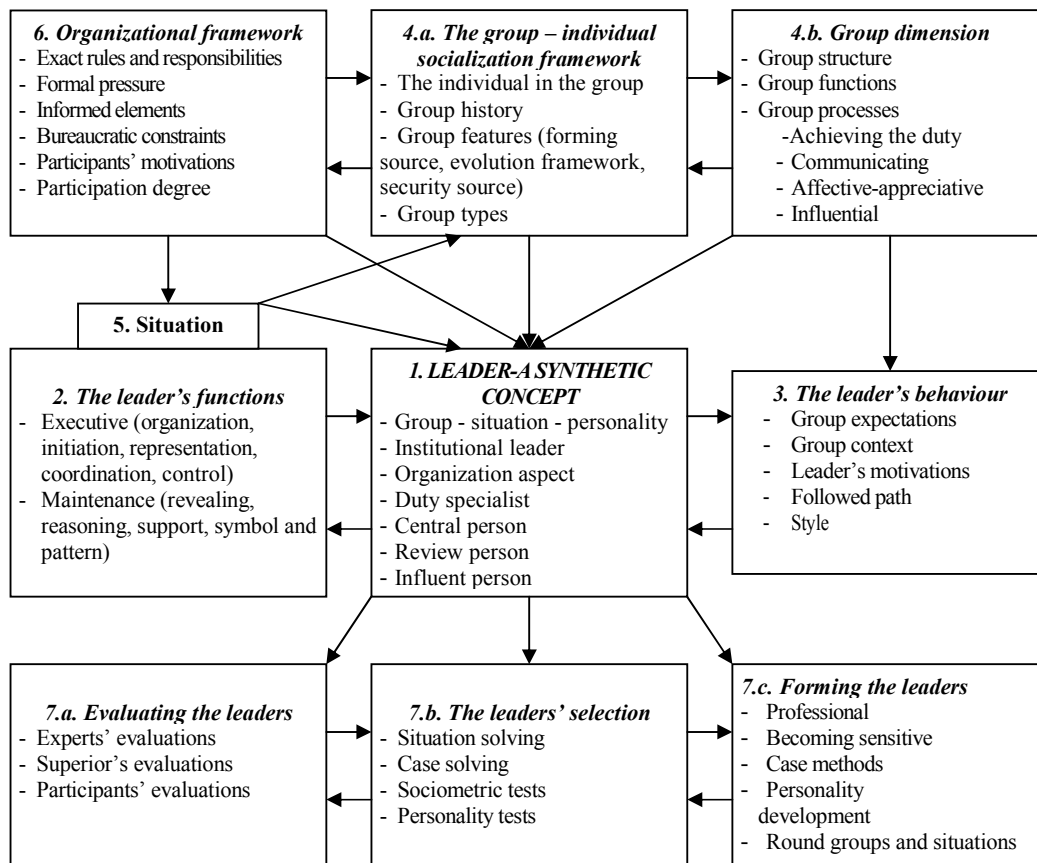 6. Organizational framework
- Exact rules and responsibilities
- Formal pressure
- Informed elements
- Bureaucratic constraints
- Participants' motivations
- Participation degree
4.a. The group – individual
socialization framework
- The individual in the group
- Group history
- Group features (forming
source, evolution framework,
security source)
- Group types
4.b. Group dimension
- Group structure
- Group functions
- Group processes
-Achieving the duty
- Communicating
- Affective-appreciative
- Influential
5. Situation
2. The leader's functions
- Executive (organization,
initiation, representation,
coordination, control)
- Maintenance (revealing,
reasoning, support, symbol and
pattern)
1. LEADER-A SYNTHETIC
CONCEPT
- Group - situation - personality
- Institutional leader
- Organization aspect
- Duty specialist
- Central person
- Review person
- Influent person
3. The leader's behaviour
- Group expectations
- Group context
- Leader's motivations
- Followed path
- Style
7.a. Evaluating the leaders
- Experts' evaluations
- Superior's evaluations
- Participants' evaluations
7.b. The leaders' selection
- Situation solving
- Case solving
- Sociometric tests
- Personality tests
7.c. Forming the leaders
- Professional
- Becoming sensitive
- Case methods
- Personality
development
- Round groups and situations